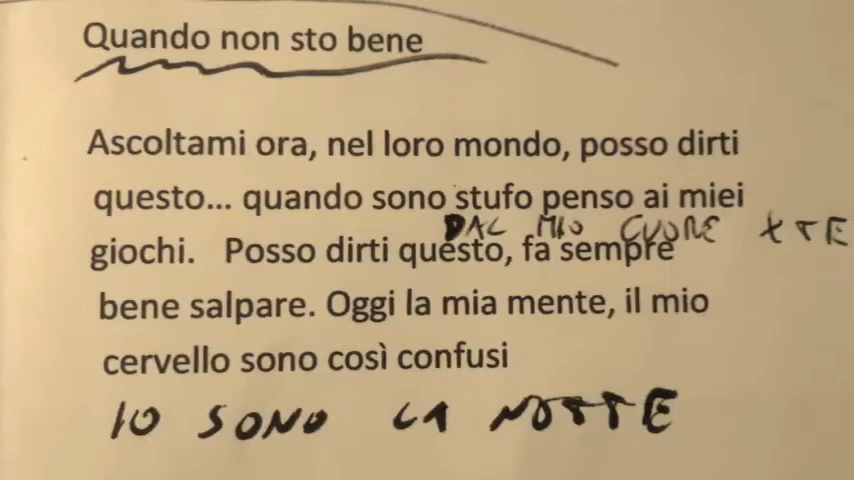 Quando non sto bene
Ascoltami ora, nel loro mondo, posso dirti
questo... quando sono stufo penso ai miei
DAL MIO CUORE X TE
giochi. Posso dirti questo, fa sempre
bene salpare. Oggi la mia mente, il mio
cervello sono così confusi
IO SONO LA NOTTE